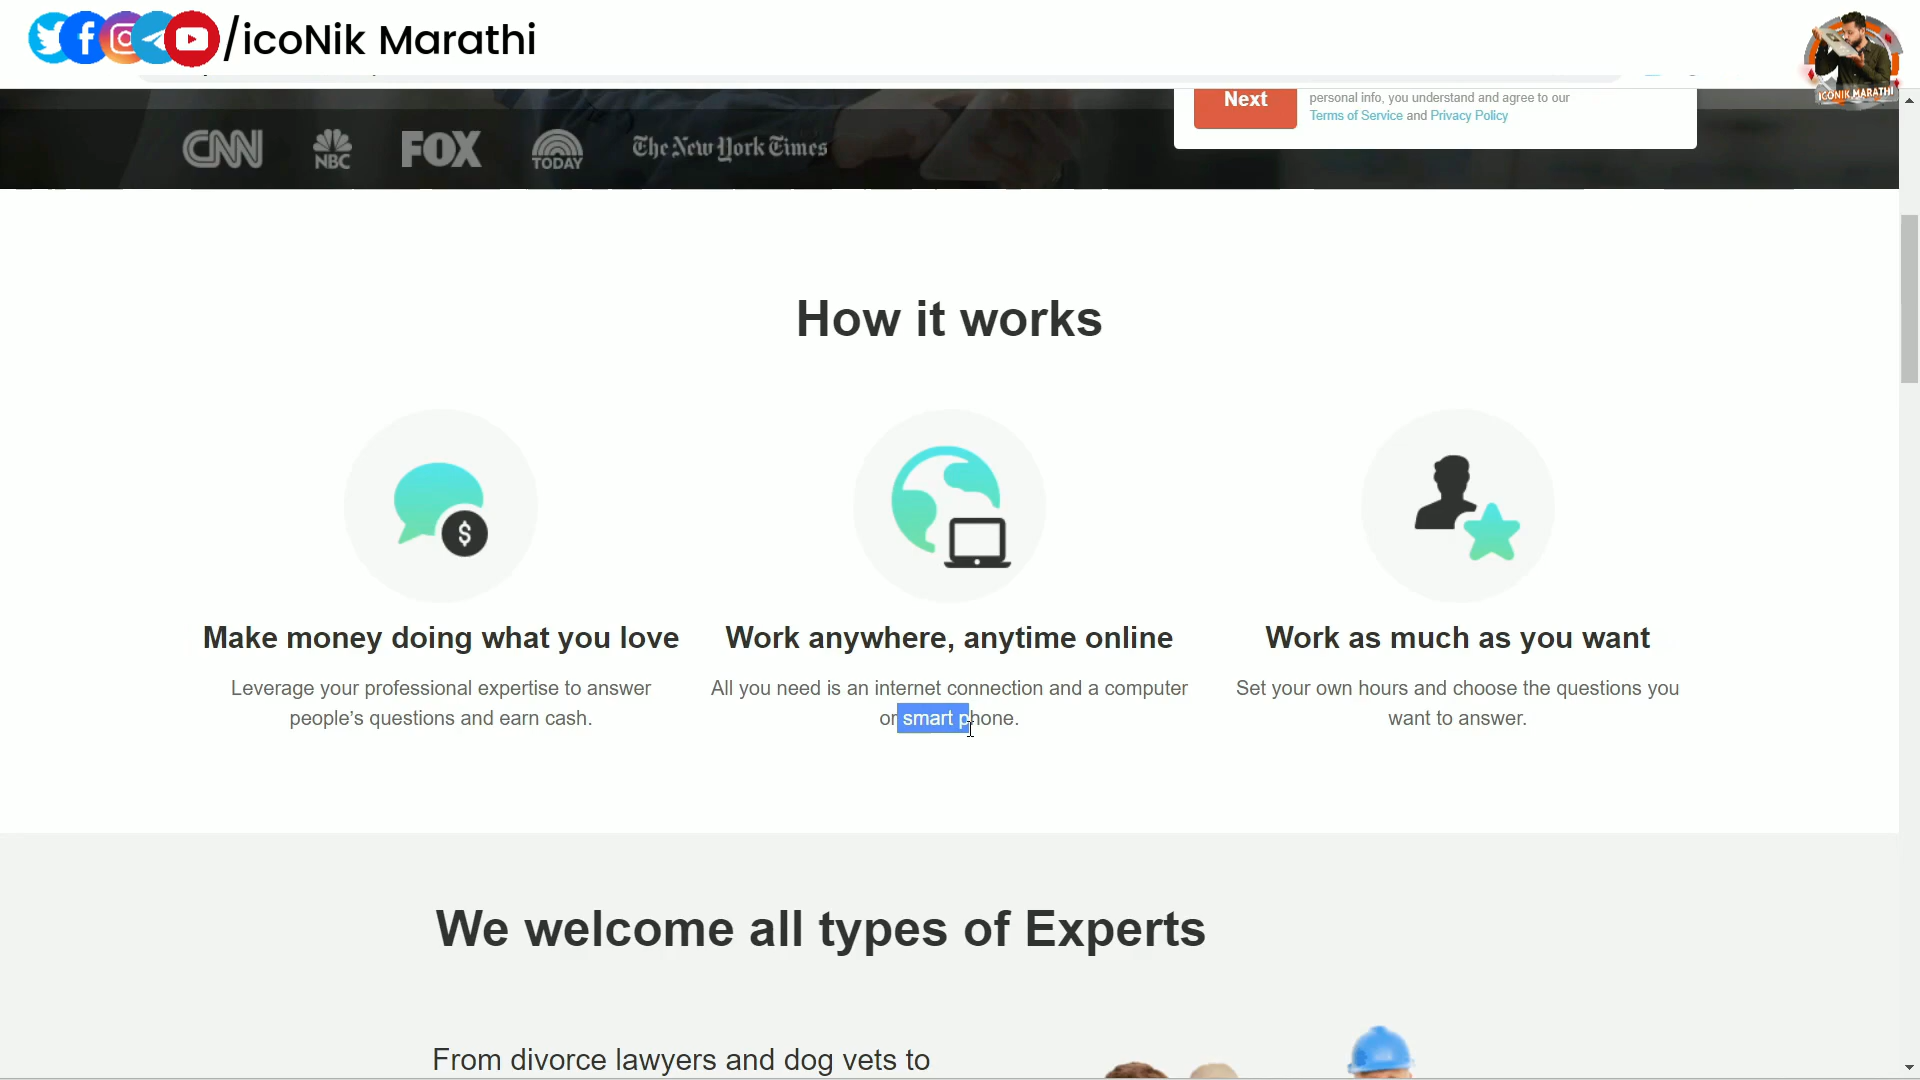 /icoNik Marathi
ICONIK MARATHI
Next
personal info, you understand and agree to our
Terms of Service and Privacy Policy
CNN
NBC
FOX
TODAY
The New York Times
How it works
$
Make money doing what you love
Leverage your professional expertise to answer
people's questions and earn cash.
Work anywhere, anytime online
All you need is an internet connection and a computer
or smart phone.
Work as much as you want
Set your own hours and choose the questions you
want to answer.
We welcome all types of Experts
From divorce lawyers and dog vets to